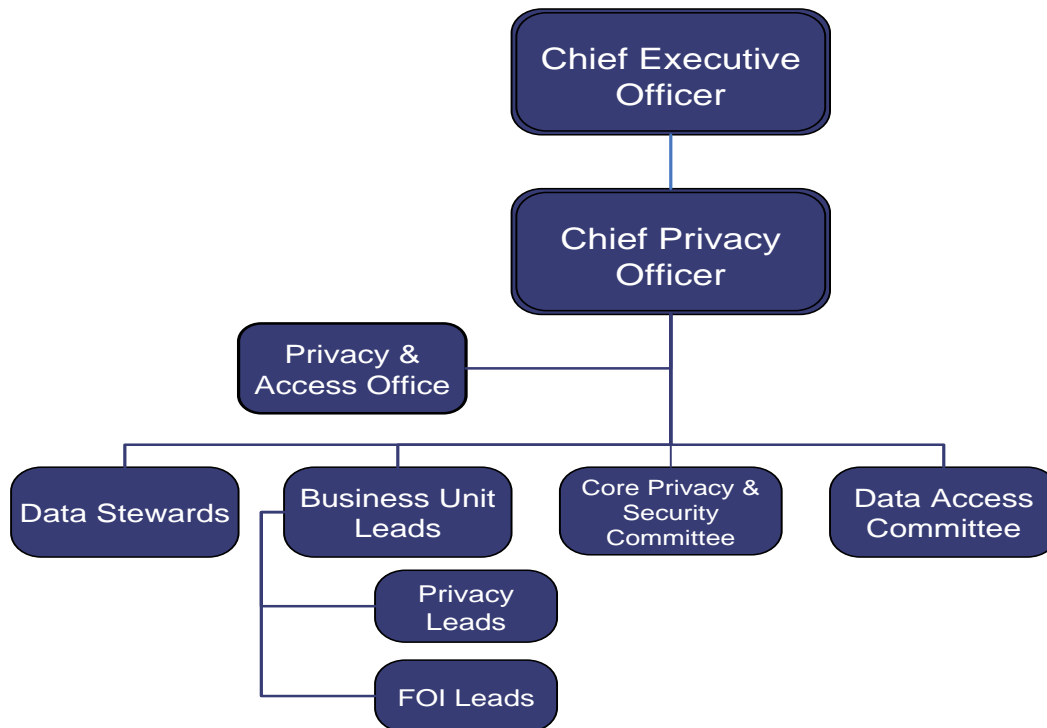 Chief Executive
Officer
Chief Privacy
Officer
Privacy &
Access Office
Data Stewards
Business Unit
Leads
Core Privacy &
Security
Committee
Data Access
Committee
Privacy
Leads
FOI Leads